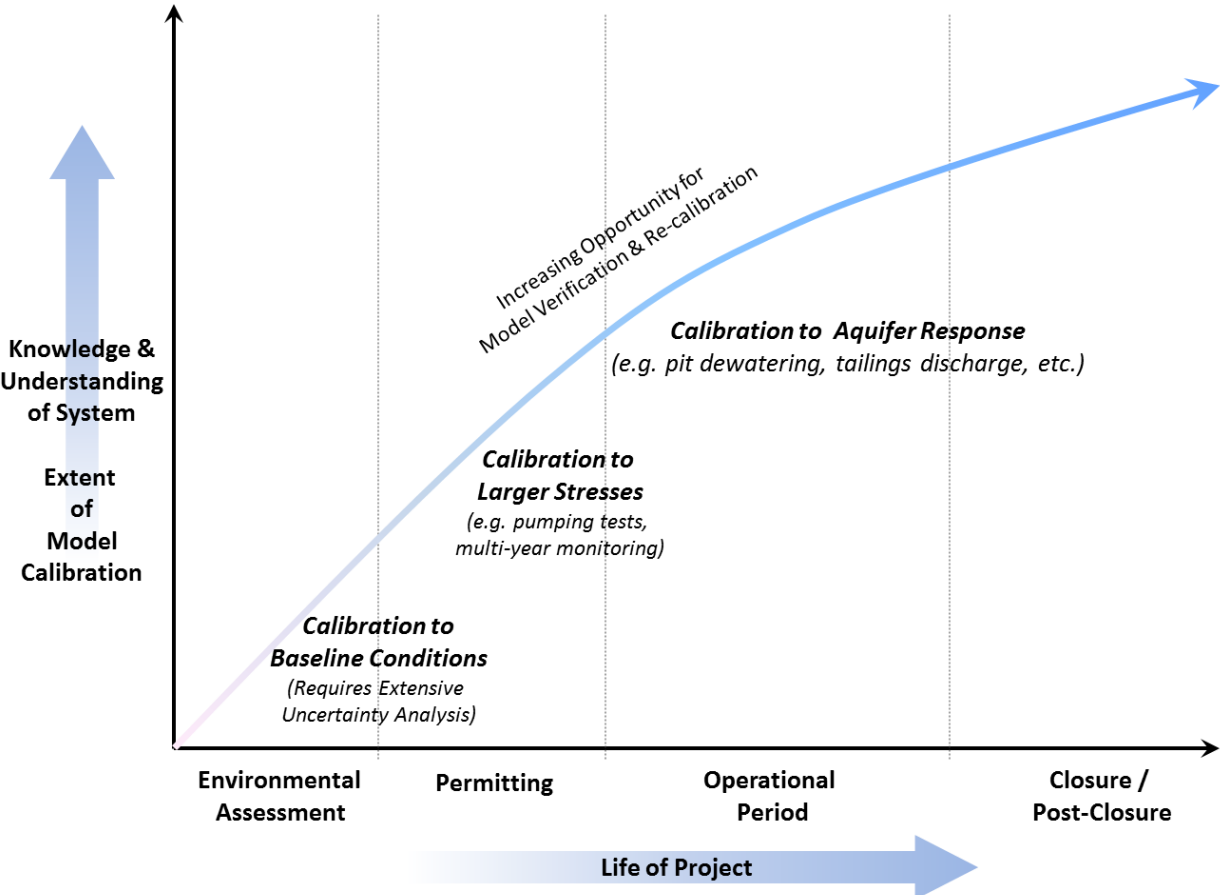 Increasing Opportunity for
Model Verification & Re-calibration
Knowledge &
Understanding
of System
Extent
of
Model
Calibration
Calibration to Aquifer Response
(e.g. pit dewatering, tailings discharge, etc.)
Calibration to
Larger Stresses
(e.g. pumping tests,
multi-year monitoring)
Calibration to
Baseline Conditions
(Requires Extensive
Uncertainty Analysis)
Environmental
Assessment
Permitting
Operational
Period
Closure /
Post-Closure
Life of Project